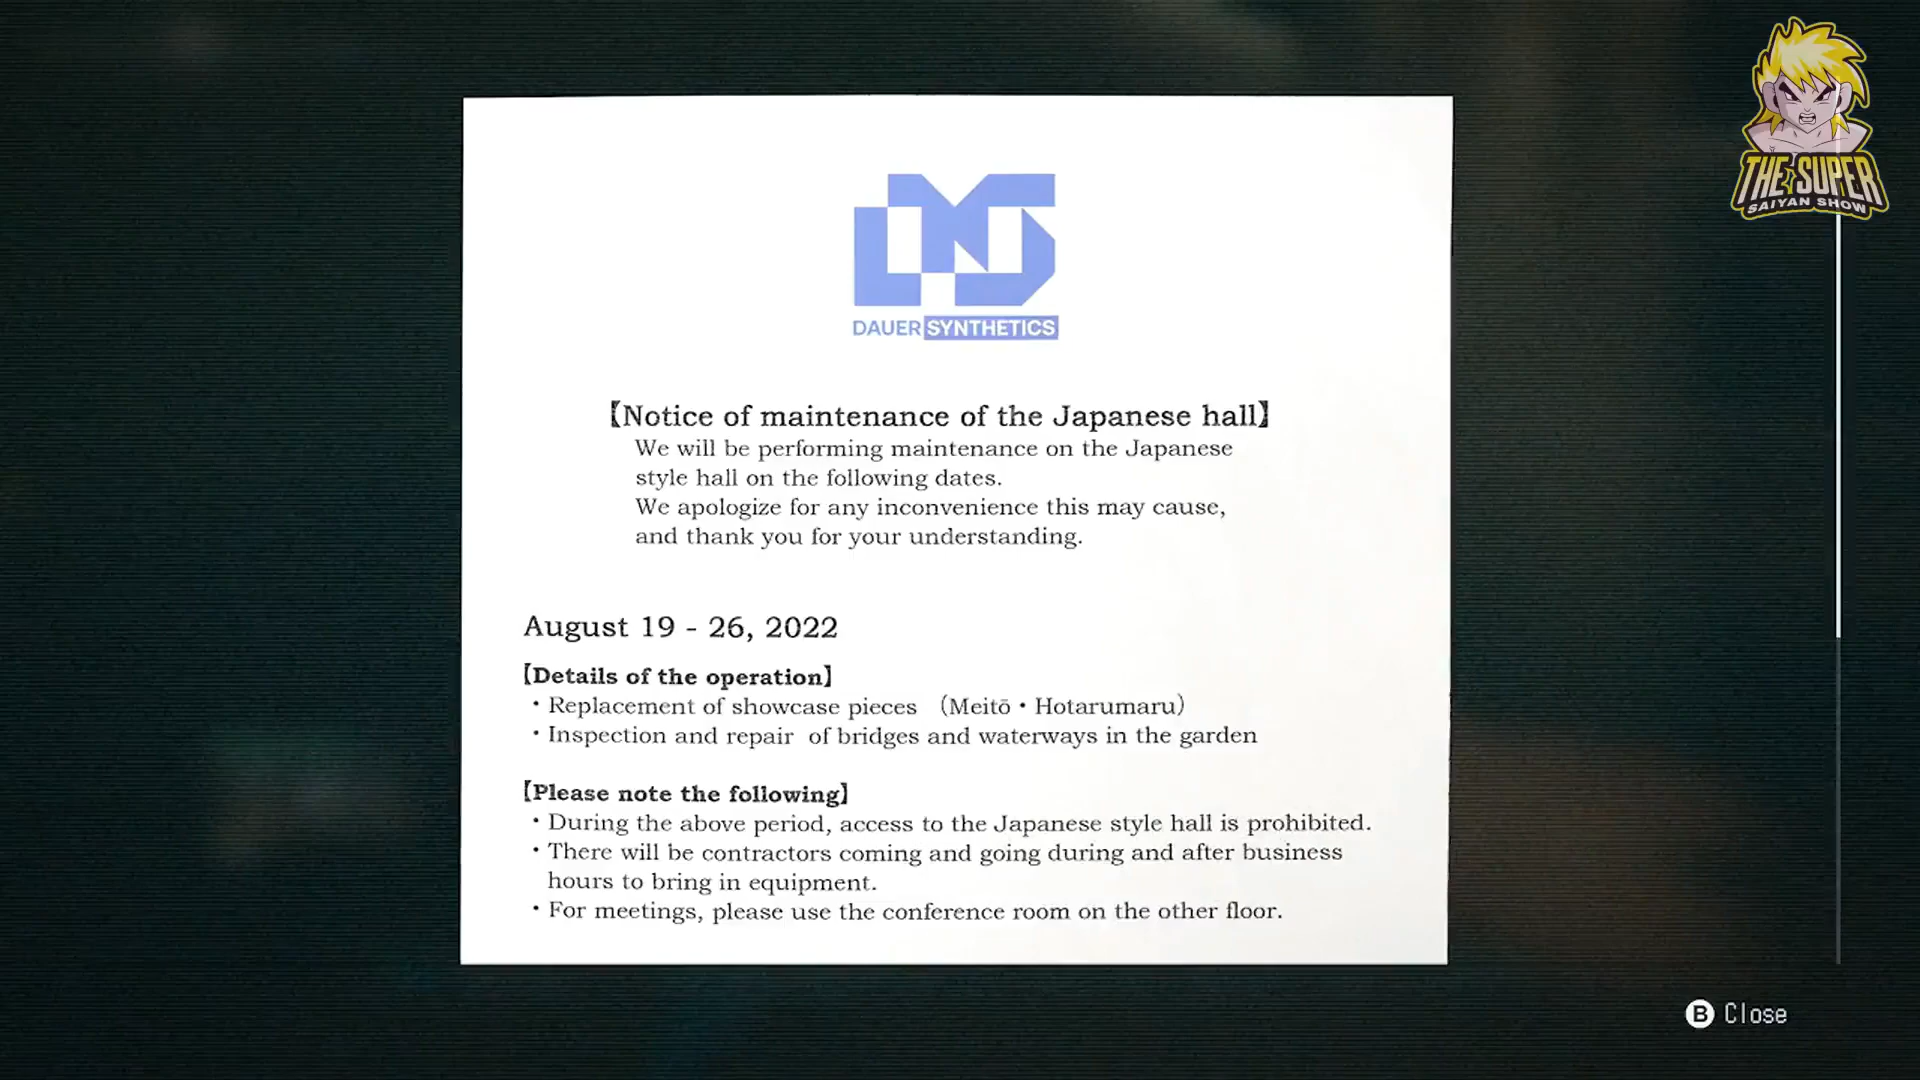 THE SUPER
SAIYAN SHOW
DAUER SYNTHETICS
【Notice of maintenance of the Japanese hall】
We will be performing maintenance on the Japanese
style hall on the following dates.
We apologize for any inconvenience this may cause,
and thank you for your understanding.
August 19 - 26, 2022
【Details of the operation】
・Replacement of showcase pieces （Meitō・Hotarumaru）
・Inspection and repair of bridges and waterways in the garden
【Please note the following】
・During the above period, access to the Japanese style hall is prohibited.
・There will be contractors coming and going during and after business
hours to bring in equipment.
・For meetings, please use the conference room on the other floor.
B Close